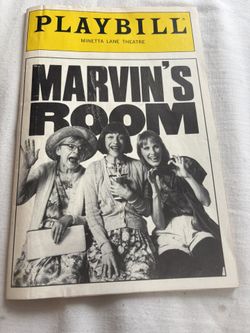 PLAYBILL
MINETTA LANE THEATRE
MARVIN'S
ROOM